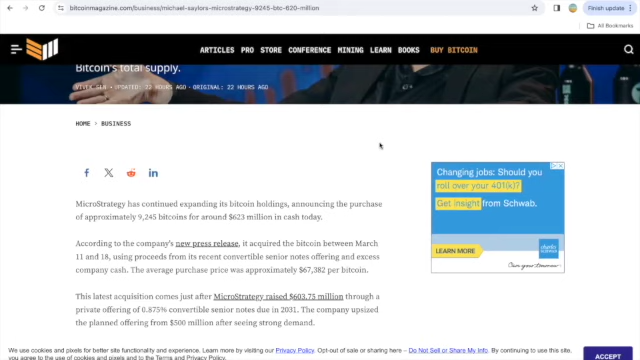 bitcoinmagazine.com/business/michael-saylors-microstrategy-9245-btc-620-million
Finish update
All Bookmarks
ARTICLES PRO STORE CONFERENCE MINING LEARN BOOKS BUY BITCOIN
Bitcoin's total supply.
UPDATED: 22 HOURS AGO • ORIGINAL: 22 HOURS AGO
HOME > BUSINESS
MicroStrategy has continued expanding its bitcoin holdings, announcing the purchase
of approximately 9,245 bitcoins for around $623 million in cash today.
According to the company's new press release, it acquired the bitcoin between March
11 and 18, using proceeds from its recent convertible senior notes offering and excess
company cash. The average purchase price was approximately $67,382 per bitcoin.
This latest acquisition comes just after MicroStrategy raised $603.75 million through a
private offering of 0.875% convertible senior notes due in 2031. The company upsized
the planned offering from $500 million after seeing strong demand.
Changing jobs: Should you
roll over your 401(k)?
Get insight from Schwab.
LEARN MORE
charles
SCHWAB
Own your tomorrow
We use cookies and pixels for better site functionality and experience. Learn more by visiting our Privacy Policy. Opt-out of sale or sharing here – Do Not Sell or Share My Info. By continuing to use this site,
you agree to the use of cookies and pixels and to the Terms and Privacy Policy.
ACCEPT